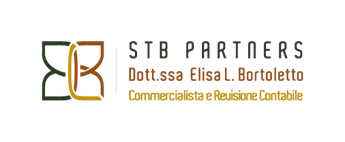 STB PARTNERS
Dott.ssa Elisa L. Bortoletto
Commercialista e Revisione Contabile